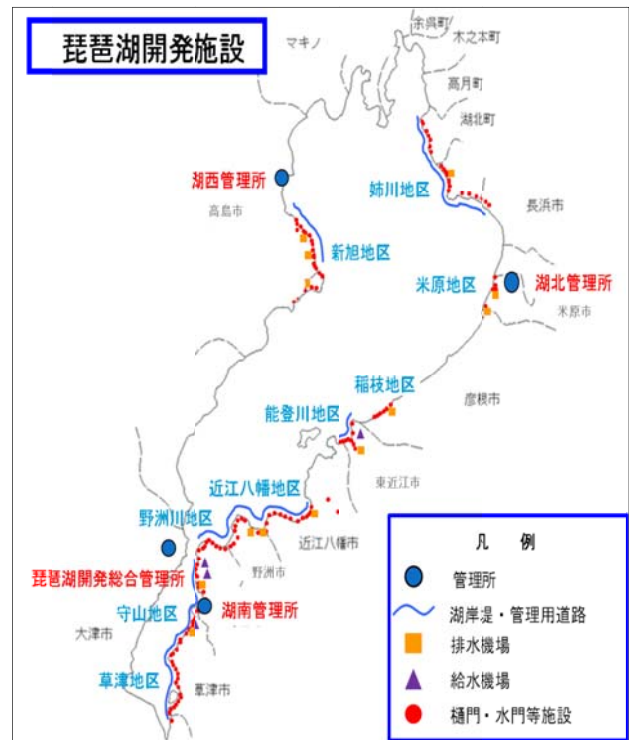 琵琶湖開発施設
余呉町
木之本町
マキノ
高月町
湖北町
湖西管理所
姉川地区
高島市
長浜市
新旭地区
米原地区
湖北管理所
米原市
稲枝地区
能登川地区
彦根市
東近江市
近江八幡地区
野洲川地区
近江八幡市
野洲市
琵琶湖開発総合管理所
守山地区
湖南管理所
大津市
草津地区
草津市
凡 例
管理所
湖岸堤・管理用道路
排水機場
給水機場
樋門・水門等施設